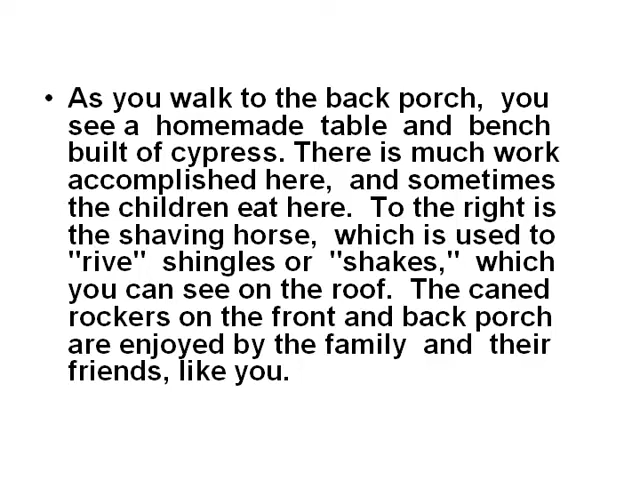 • As you walk to the back porch,  you
see a  homemade  table  and  bench
built of cypress. There is much work
accomplished here,  and sometimes
the children eat here.  To the right is
the shaving horse,  which is used to
"rive"  shingles or  "shakes,"  which
you can see on the roof.  The caned
rockers on the front and back porch
are enjoyed by the family  and  their
friends, like you.